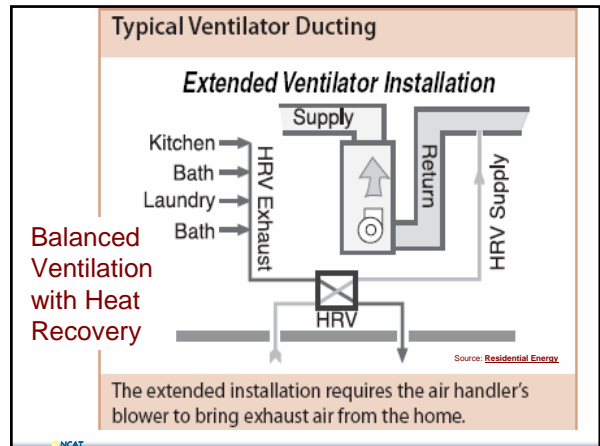 Typical Ventilator Ducting
Extended Ventilator Installation
Supply
Kitchen
Bath
Laundry
Bath
HRV Exhaust
Return
HRV Supply
Balanced
Ventilation
with Heat
Recovery
HRV
Source: Residential Energy
The extended installation requires the air handler's
blower to bring exhaust air from the home.
NCAT